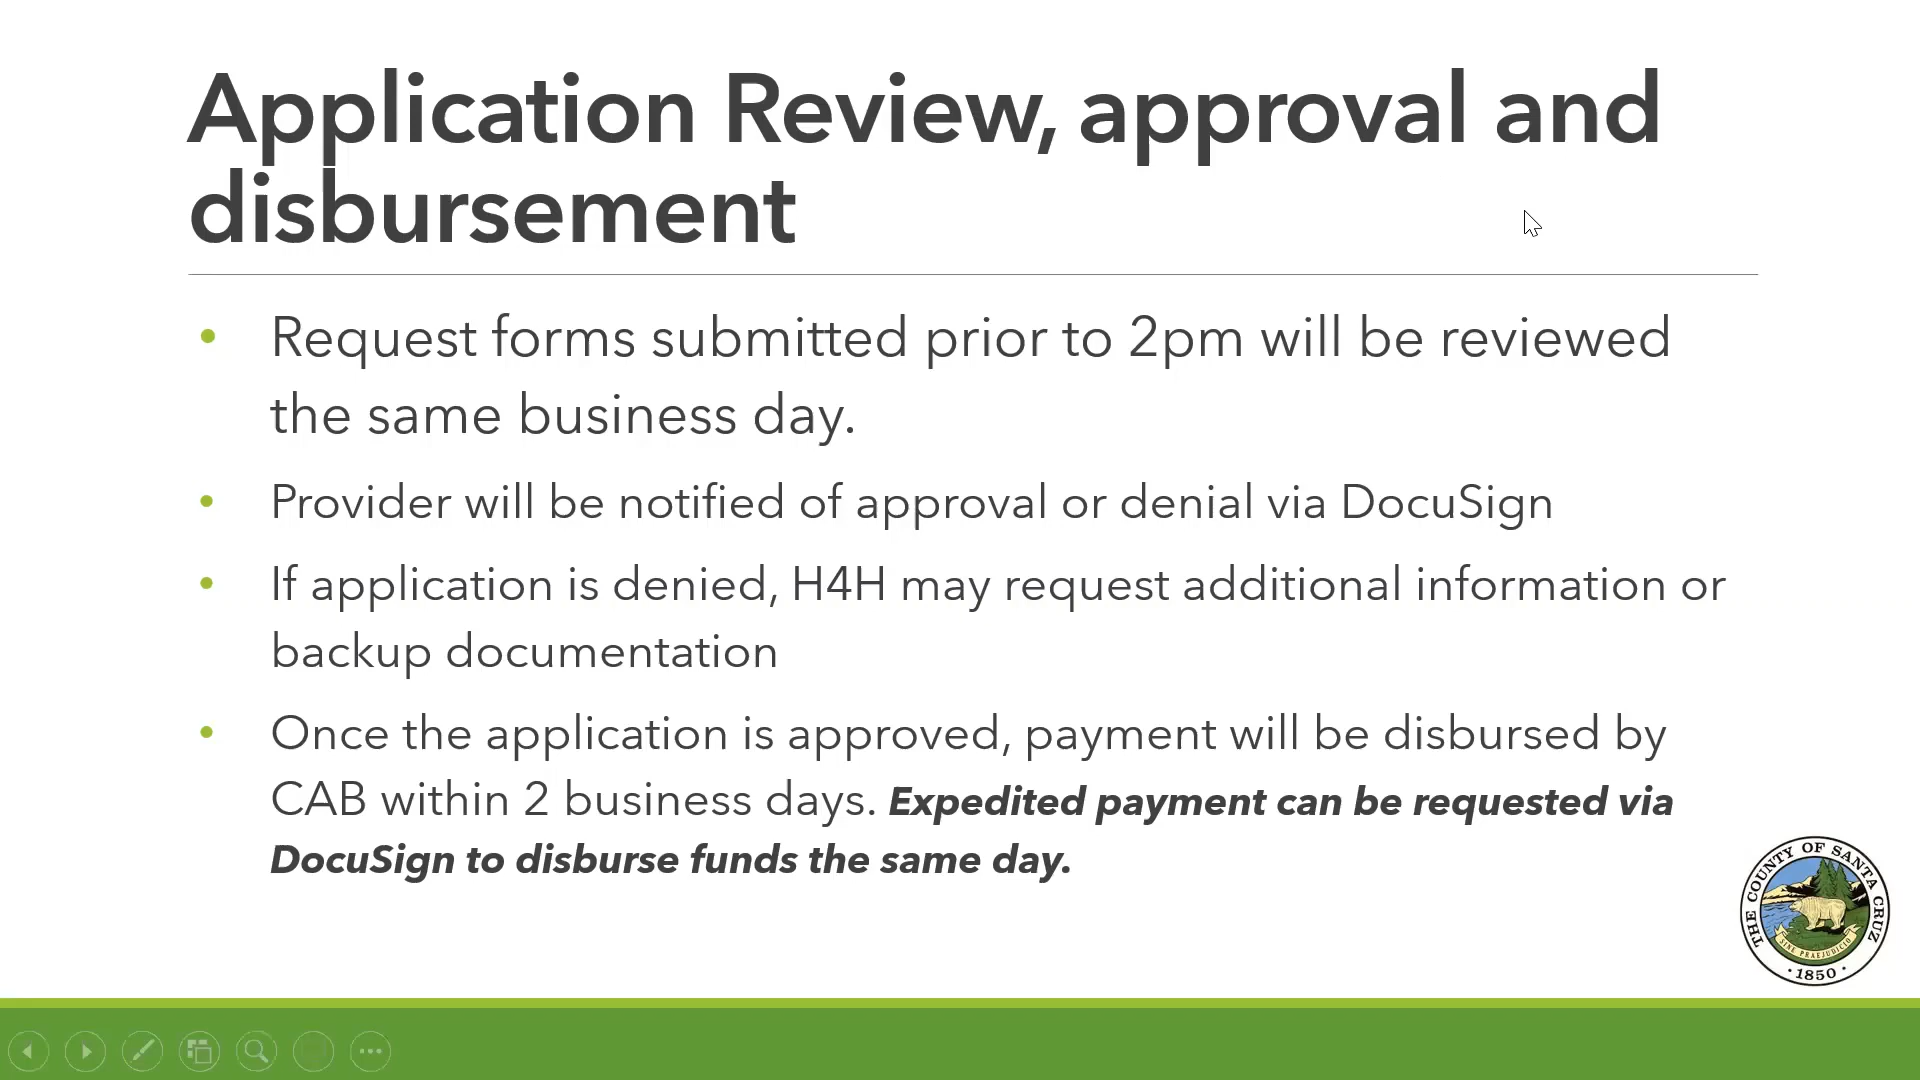 Application Review, approval and
disbursement
• Request forms submitted prior to 2pm will be reviewed
the same business day.
• Provider will be notified of approval or denial via DocuSign
• If application is denied, H4H may request additional information or
backup documentation
• Once the application is approved, payment will be disbursed by
CAB within 2 business days. Expedited payment can be requested via
DocuSign to disburse funds the same day.
THE COUNTY OF SANTA CRUZ
SINE PRAEJUDICIO
• 1850 •